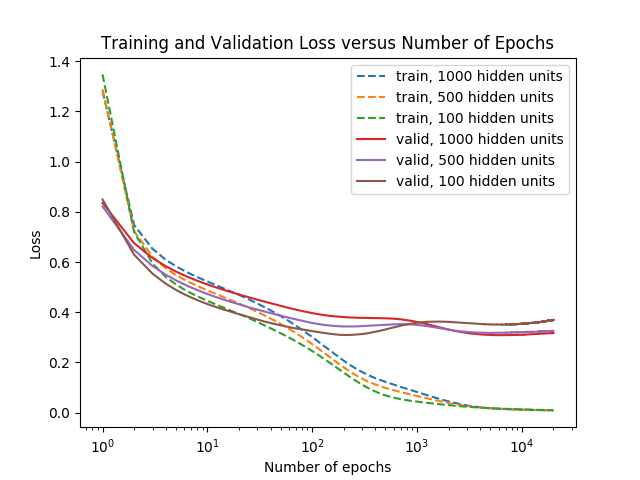 Training and Validation Loss versus Number of Epochs
train, 1000 hidden units
train, 500 hidden units
train, 100 hidden units
valid, 1000 hidden units
valid, 500 hidden units
valid, 100 hidden units
Loss
1.4
1.2
1.0
0.8
0.6
0.4
0.2
0.0
10⁰ 10¹ 10² 10³ 10⁴
Number of epochs